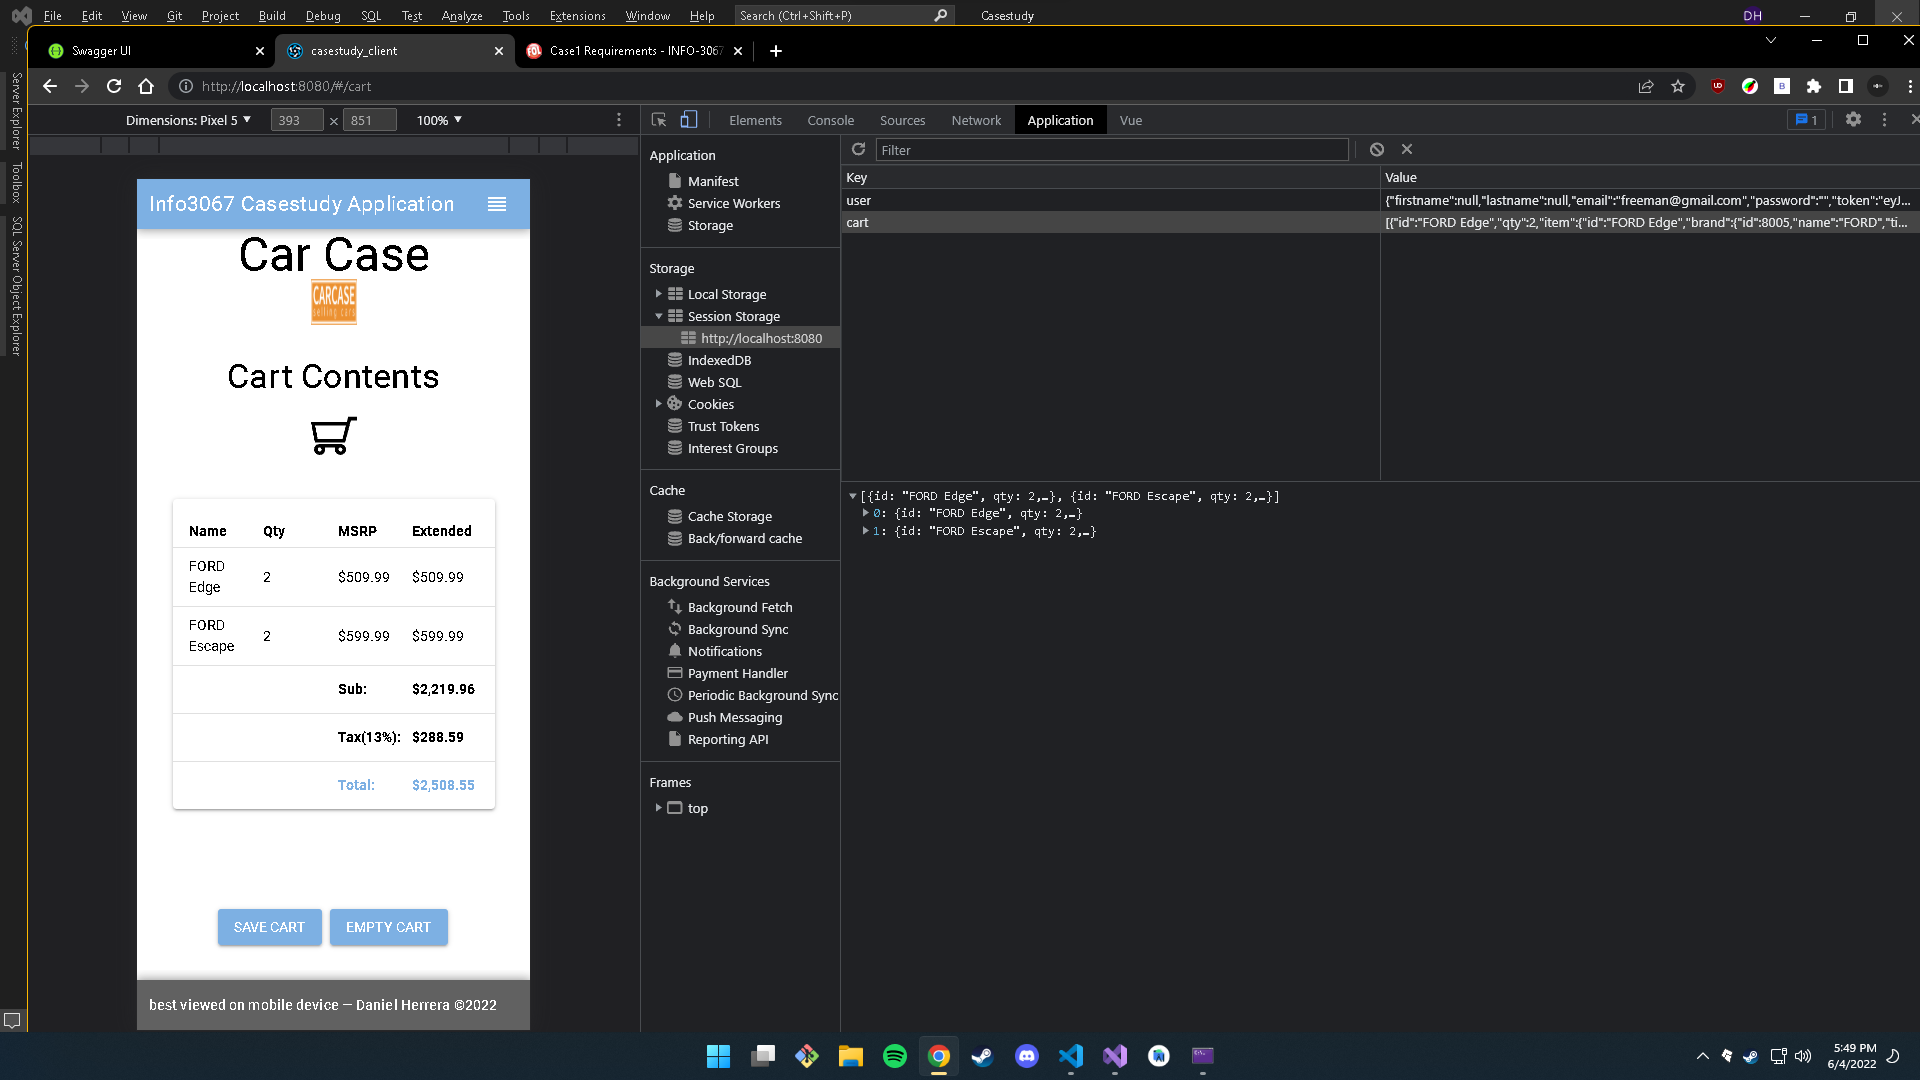 File Edit View Git Project Build Debug SQL Test Analyze Tools Extensions Window Help Search (Ctrl+Shift+P) Casestudy DH
Swagger UI casestudy_client Case1 Requirements - INFO-3067
http://localhost:8080/#/cart
Server Explorer
Toolbox
SQL Server Object Explorer
Dimensions: Pixel 5 393 × 851 100%
Elements Console Sources Network Application Vue 1
Info3067 Casestudy Application
Car Case
CARCASE
selling cars
Cart Contents
Name Qty MSRP Extended
FORD Edge 2 $509.99 $509.99
FORD Escape 2 $599.99 $599.99
Sub: $2,219.96
Tax(13%): $288.59
Total: $2,508.55
SAVE CART EMPTY CART
best viewed on mobile device — Daniel Herrera ©2022
Application
Manifest
Service Workers
Storage
Storage
Local Storage
Session Storage
http://localhost:8080
IndexedDB
Web SQL
Cookies
Trust Tokens
Interest Groups
Cache
Cache Storage
Back/forward cache
Background Services
Background Fetch
Background Sync
Notifications
Payment Handler
Periodic Background Sync
Push Messaging
Reporting API
Frames
top
Filter
Key Value
user {"firstname":null,"lastname":null,"email":"freeman@gmail.com","password":"","token":"eyJ...
cart [{"id":"FORD Edge","qty":2,"item":{"id":"FORD Edge","brand":{"id":8005,"name":"FORD","ti...
[{id: "FORD Edge", qty: 2,…}, {id: "FORD Escape", qty: 2,…}]
0: {id: "FORD Edge", qty: 2,…}
1: {id: "FORD Escape", qty: 2,…}
5:49 PM
6/4/2022